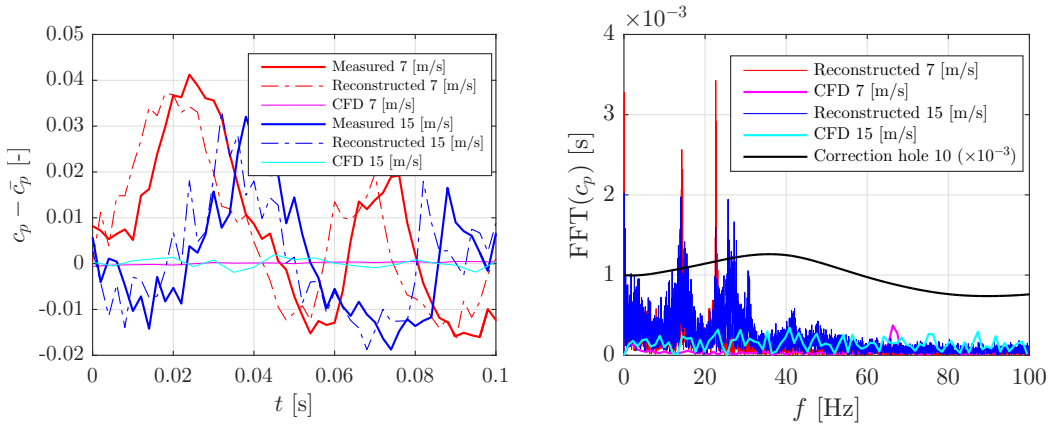 0.05
0.04
0.03
0.02
0.01
0
-0.01
-0.02
0
0.02
0.04
0.06
0.08
0.1
t [s]
c_p − c̄_p [-]
Measured 7 [m/s]
Reconstructed 7 [m/s]
CFD 7 [m/s]
Measured 15 [m/s]
Reconstructed 15 [m/s]
CFD 15 [m/s]
×10⁻³
4
3
2
1
0
0
20
40
60
80
100
f [Hz]
FFT(c_p) [s]
Reconstructed 7 [m/s]
CFD 7 [m/s]
Reconstructed 15 [m/s]
CFD 15 [m/s]
Correction hole 10 (×10⁻³)